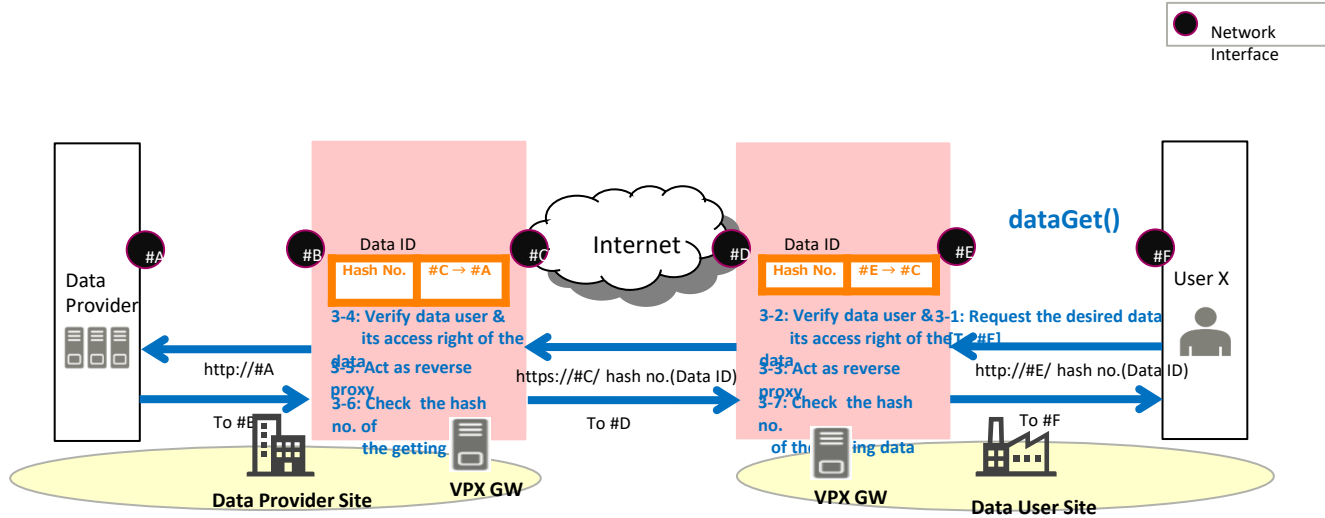 Network
Interface
dataGet()
Internet
#A
#B
#C
#D
#E
#F
Data ID
Hash No.
#C → #A
Data ID
Hash No.
#E → #C
Data
Provider
User X
3-4: Verify data user &
its access right of the
data
3-5: Act as reverse
proxy
3-6: Check the hash
no. of
the getting
3-2: Verify data user &
its access right of the
data
3-3: Act as reverse
proxy
3-7: Check the hash
no.
of the data
3-1: Request the desired data
#F]
http://#A
To #B
https://#C/ hash no.(Data ID)
To #D
http://#E/ hash no.(Data ID)
To #F
Data Provider Site
VPX GW
VPX GW
Data User Site